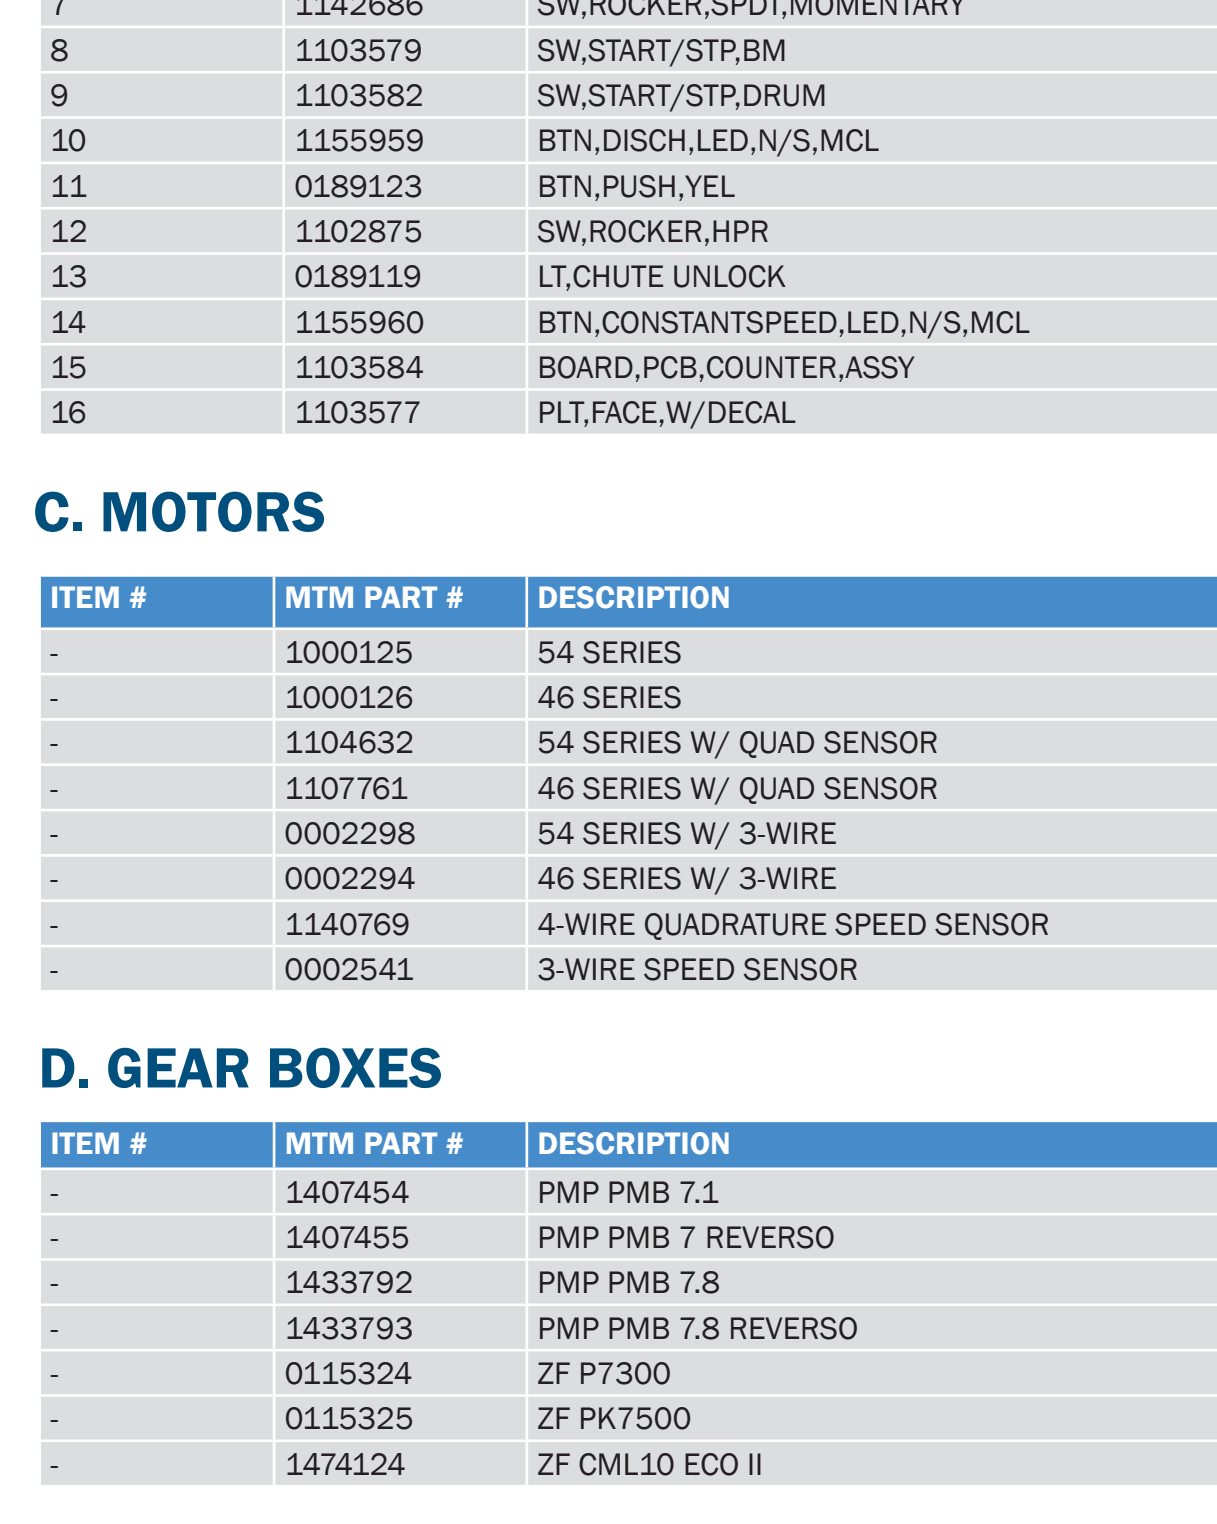 7 1142686 SW,ROCKER,SPDT,MOMENTARY
8 1103579 SW,START/STP,BM
9 1103582 SW,START/STP,DRUM
10 1155959 BTN,DISCH,LED,N/S,MCL
11 0189123 BTN,PUSH,YEL
12 1102875 SW,ROCKER,HPR
13 0189119 LT,CHUTE UNLOCK
14 1155960 BTN,CONSTANTSPEED,LED,N/S,MCL
15 1103584 BOARD,PCB,COUNTER,ASSY
16 1103577 PLT,FACE,W/DECAL
C. MOTORS
ITEM # MTM PART # DESCRIPTION
- 1000125 54 SERIES
- 1000126 46 SERIES
- 1104632 54 SERIES W/ QUAD SENSOR
- 1107761 46 SERIES W/ QUAD SENSOR
- 0002298 54 SERIES W/ 3-WIRE
- 0002294 46 SERIES W/ 3-WIRE
- 1140769 4-WIRE QUADRATURE SPEED SENSOR
- 0002541 3-WIRE SPEED SENSOR
D. GEAR BOXES
ITEM # MTM PART # DESCRIPTION
- 1407454 PMP PMB 7.1
- 1407455 PMP PMB 7 REVERSO
- 1433792 PMP PMB 7.8
- 1433793 PMP PMB 7.8 REVERSO
- 0115324 ZF P7300
- 0115325 ZF PK7500
- 1474124 ZF CML10 ECO II